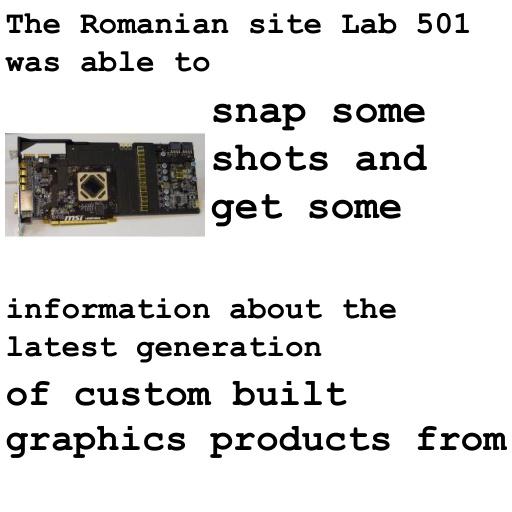 The Romanian site Lab 501
was able to
snap some
shots and
get some
msi
information about the
latest generation
of custom built
graphics products from